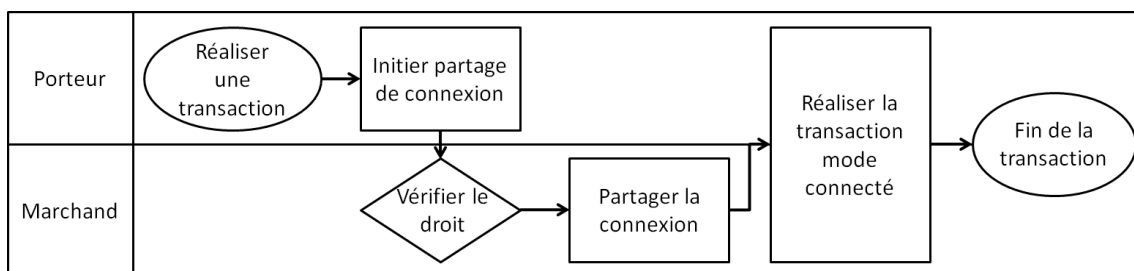 Porteur
Réaliser
une
transaction
Initier partage
de connexion
Réaliser la
transaction
mode
connecté
Fin de la
transaction
Marchand
Vérifier le
droit
Partager la
connexion